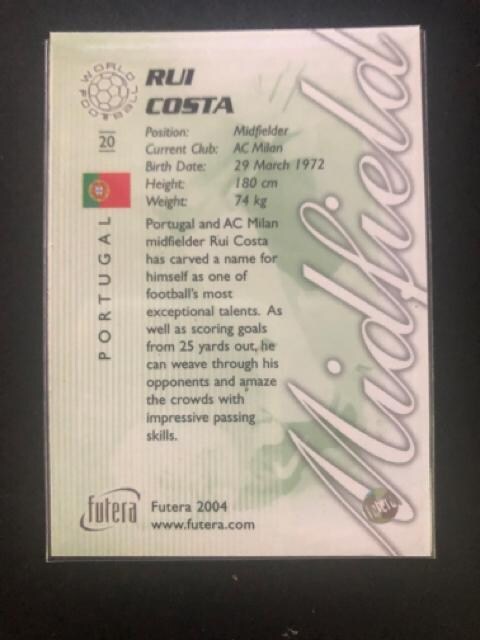 WORLD FOOTBALL
RUI
COSTA
20
PORTUGAL
Position: Midfielder
Current Club: AC Milan
Birth Date: 29 March 1972
Height: 180 cm
Weight: 74 kg
Portugal and AC Milan
midfielder Rui Costa
has carved a name for
himself as one of
football's most
exceptional talents. As
well as scoring goals
from 25 yards out, he
can weave through his
opponents and amaze
the crowds with
impressive passing
skills.
Midfield
futera
Futera 2004
www.futera.com
futera